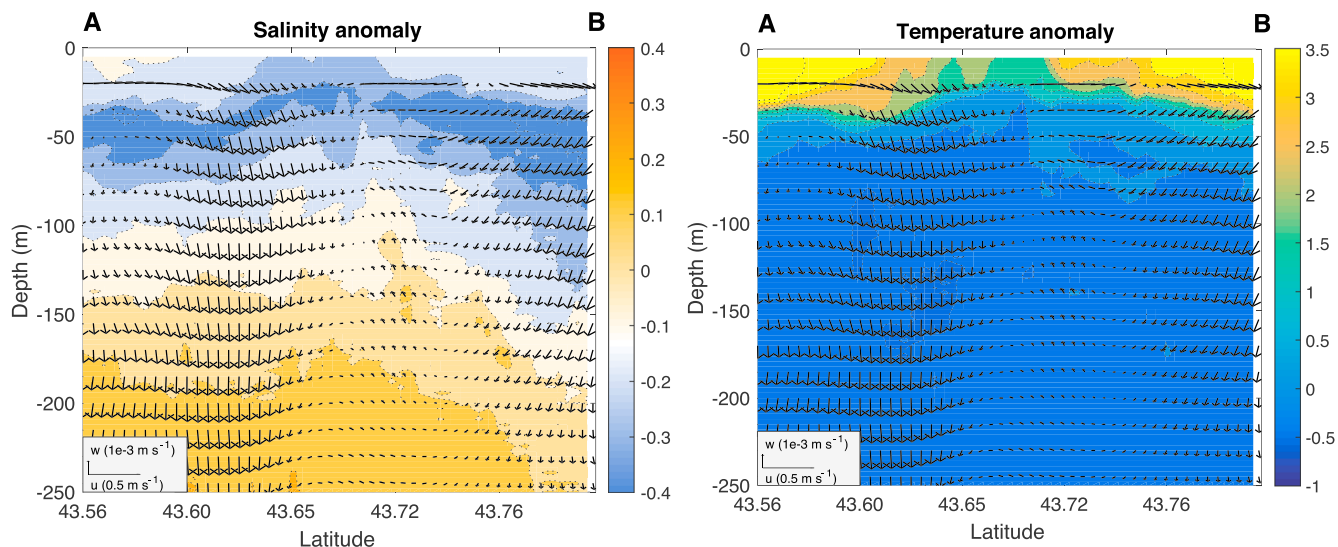 A
Salinity anomaly
B
0
-50
-100
-150
-200
-250
Depth (m)
w (1e-3 m s⁻¹)
u (0.5 m s⁻¹)
43.56
43.60
43.65
43.72
43.76
Latitude
0.4
0.3
0.2
0.1
0
-0.1
-0.2
-0.3
-0.4
A
Temperature anomaly
B
0
-50
-100
-150
-200
-250
Depth (m)
w (1e-3 m s⁻¹)
u (0.5 m s⁻¹)
43.56
43.60
43.65
43.72
43.76
Latitude
3.5
3
2.5
2
1.5
1
0.5
0
-0.5
-1